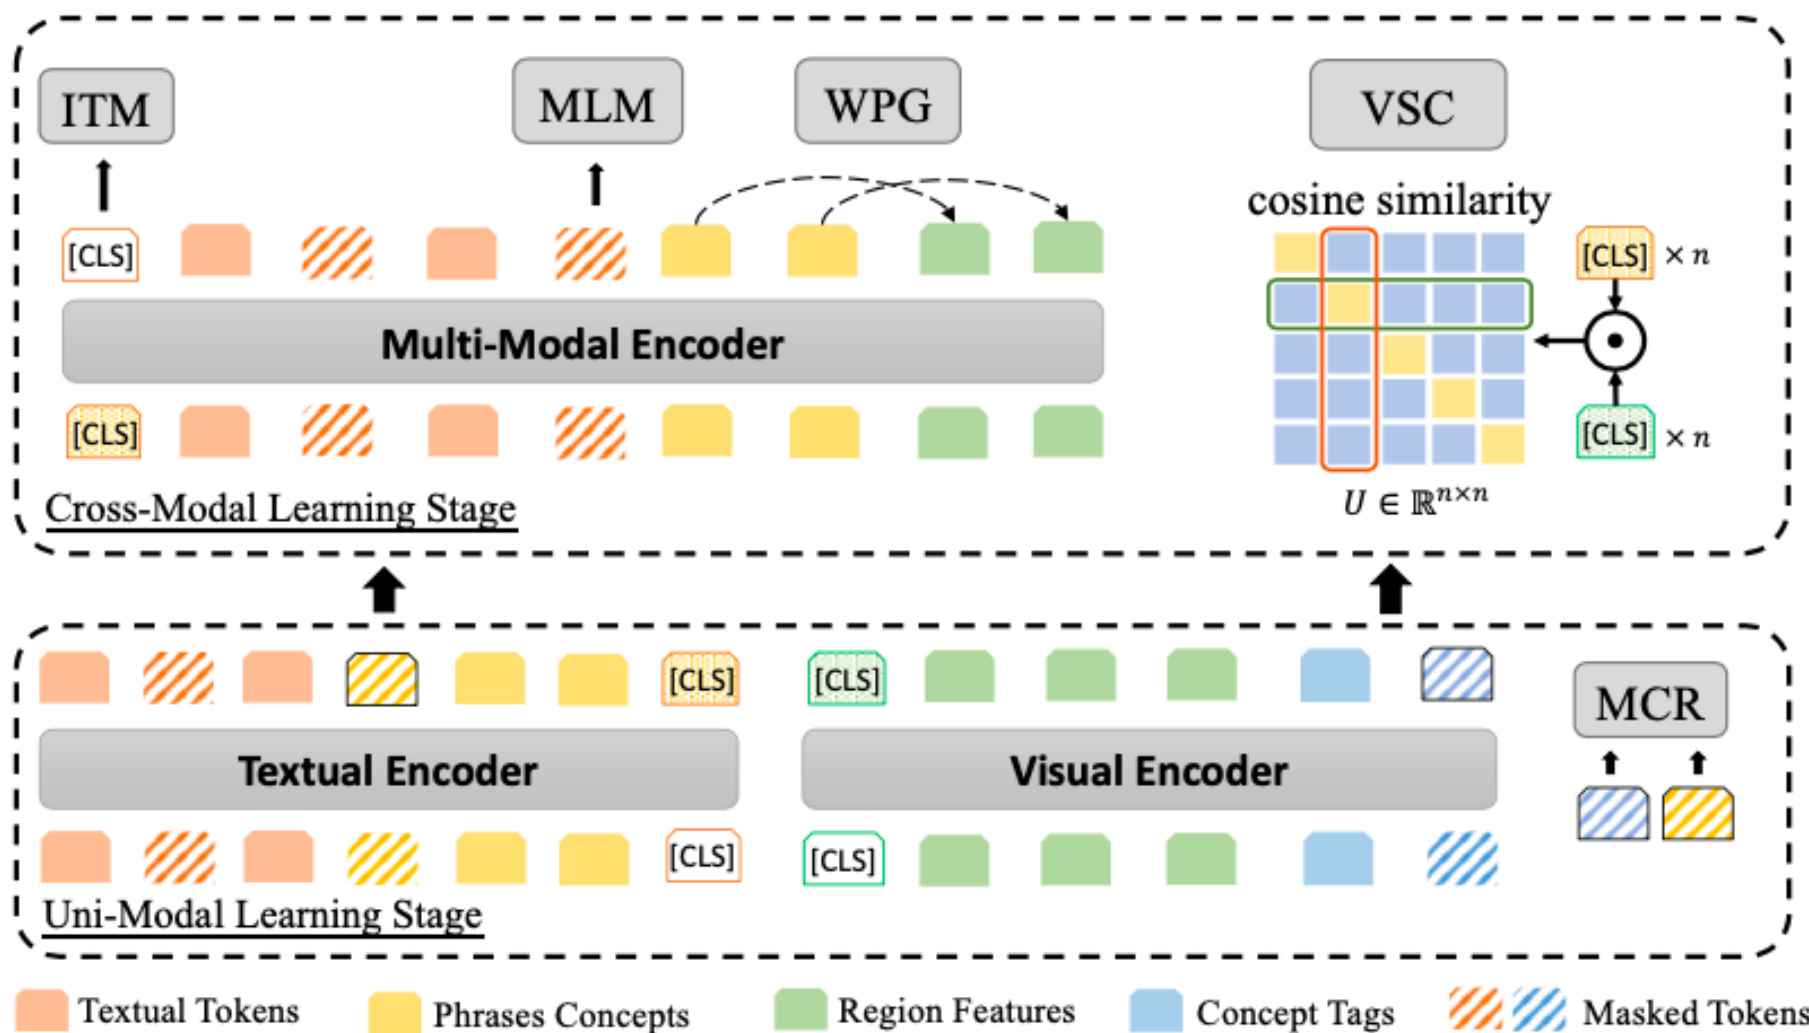 ITM
MLM
WPG
VSC
cosine similarity
[CLS]
[CLS] × n
Multi-Modal Encoder
[CLS]
[CLS] × n
Cross-Modal Learning Stage
U ∈ ℝⁿˣⁿ
[CLS]
[CLS]
MCR
Textual Encoder
Visual Encoder
[CLS]
[CLS]
Uni-Modal Learning Stage
Textual Tokens
Phrases Concepts
Region Features
Concept Tags
Masked Tokens